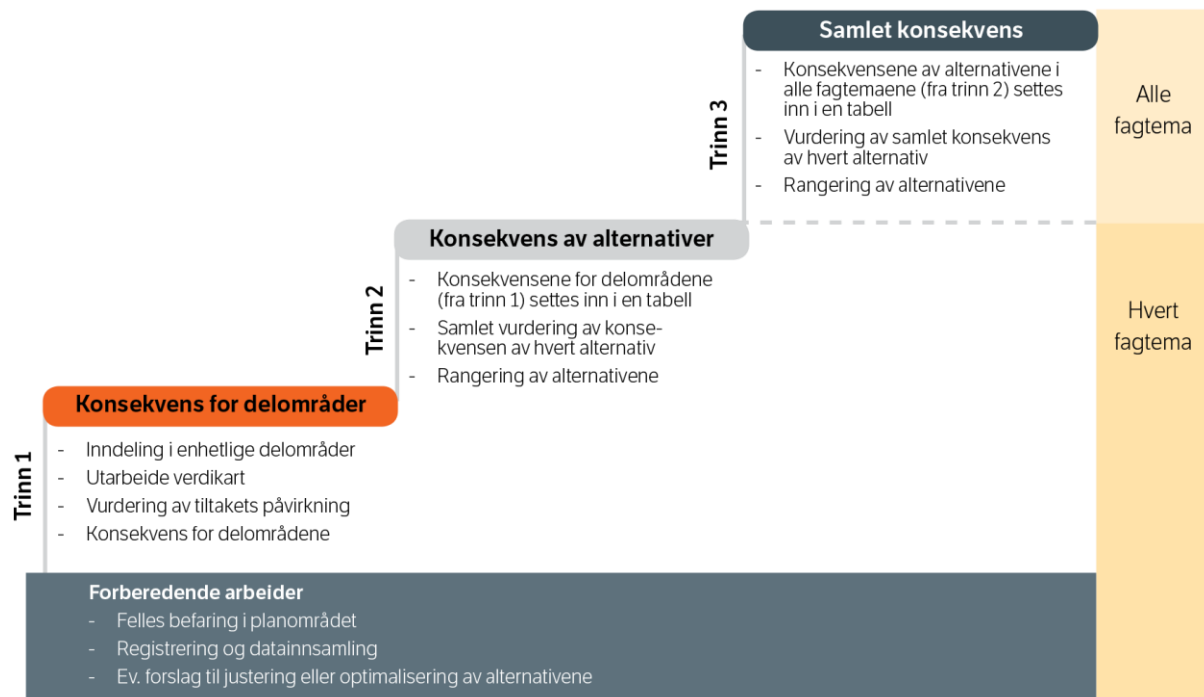 Samlet konsekvens
- Konsekvensene av alternativene i
alle fagtemaene (fra trinn 2) settes
inn i en tabell
- Vurdering av samlet konsekvens
av hvert alternativ
- Rangering av alternativene
Trinn 3
Alle
fagtema
Konsekvens av alternativer
- Konsekvensene for delområdene
(fra trinn 1) settes inn i en tabell
- Samlet vurdering av konse-
kvensen av hvert alternativ
- Rangering av alternativene
Trinn 2
Hvert
fagtema
Konsekvens for delområder
- Inndeling i enhetlige delområder
- Utarbeide verdikart
- Vurdering av tiltakets påvirkning
- Konsekvens for delområdene
Trinn 1
Forberedende arbeider
- Felles befaring i planområdet
- Registrering og datainnsamling
- Ev. forslag til justering eller optimalisering av alternativene